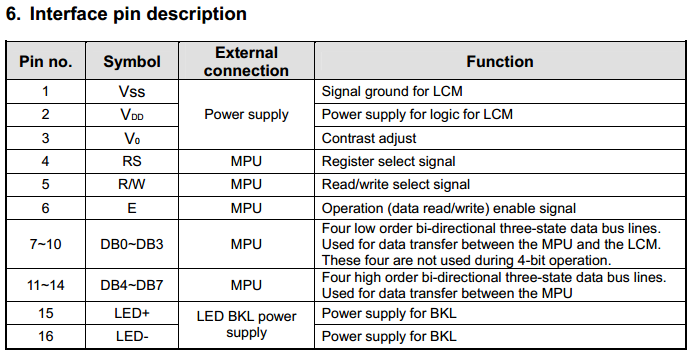 6. Interface pin description
Pin no. Symbol External connection Function
1 Vss Power supply Signal ground for LCM
2 VDD Power supply for logic for LCM
3 V0 Contrast adjust
4 RS MPU Register select signal
5 R/W MPU Read/write select signal
6 E MPU Operation (data read/write) enable signal
7~10 DB0~DB3 MPU Four low order bi-directional three-state data bus lines.
Used for data transfer between the MPU and the LCM.
These four are not used during 4-bit operation.
11~14 DB4~DB7 MPU Four high order bi-directional three-state data bus lines.
Used for data transfer between the MPU
15 LED+ LED BKL power supply Power supply for BKL
16 LED- Power supply for BKL